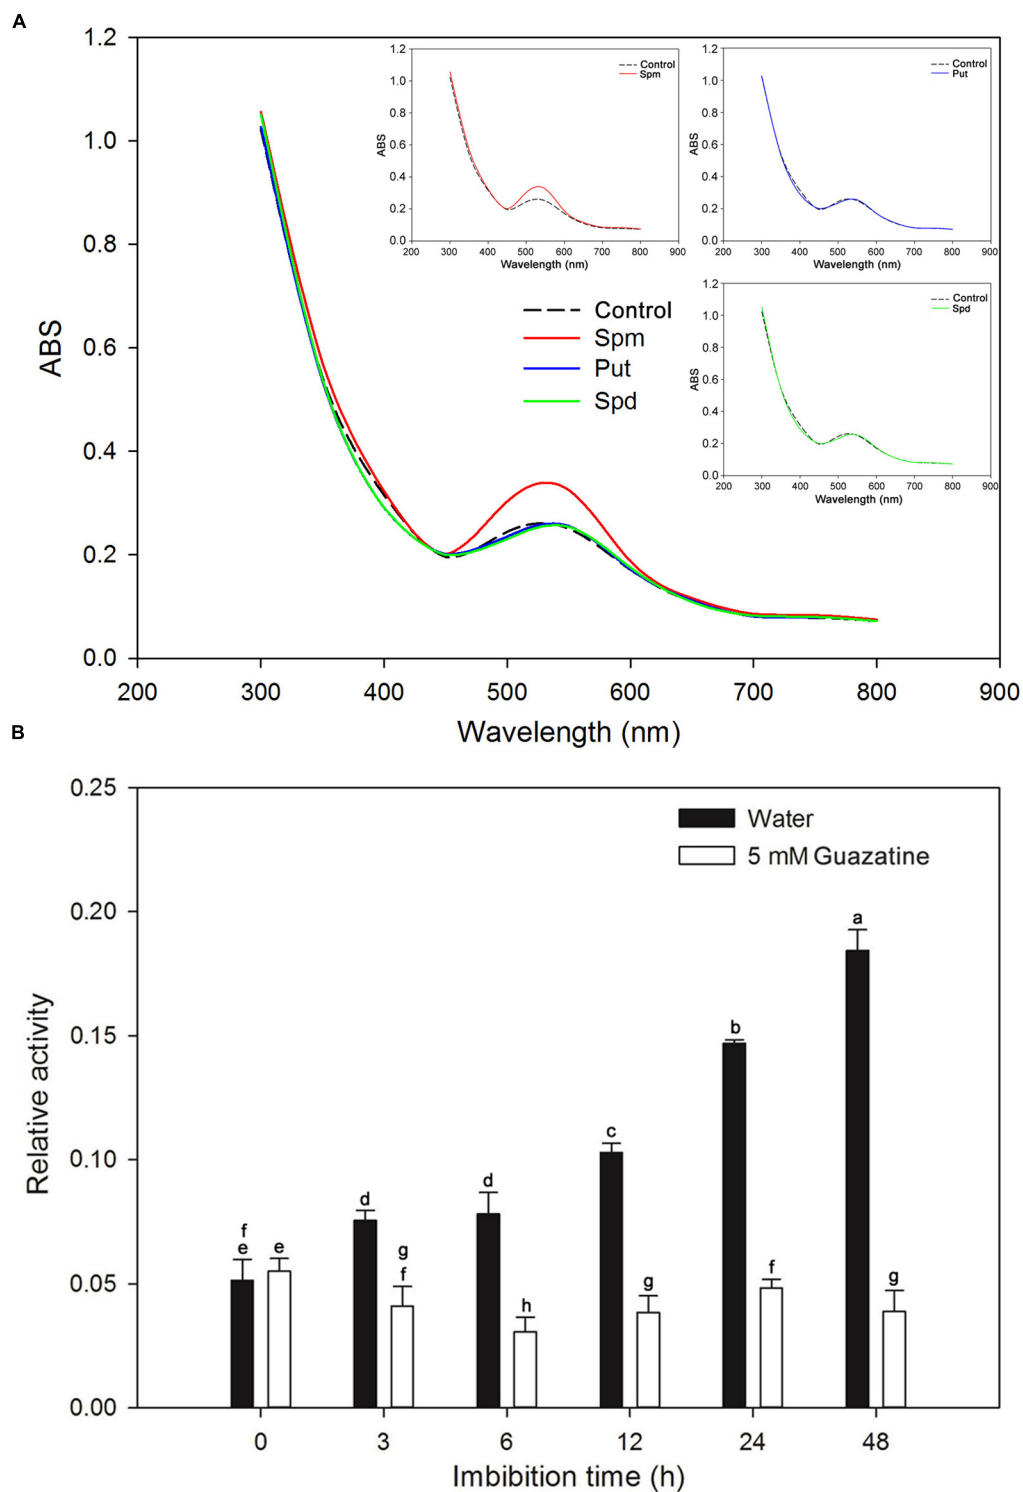 A
ABS
1.2
1.0
0.8
0.6
0.4
0.2
0.0
200 300 400 500 600 700 800 900
Wavelength (nm)
Control
Spm
Put
Spd
ABS
1.2
1.0
0.8
0.6
0.4
0.2
0.0
200 300 400 500 600 700 800 900
Wavelength (nm)
Control
Spm
ABS
1.2
1.0
0.8
0.6
0.4
0.2
0.0
200 300 400 500 600 700 800 900
Wavelength (nm)
Control
Put
ABS
1.2
1.0
0.8
0.6
0.4
0.2
0.0
200 300 400 500 600 700 800 900
Wavelength (nm)
Control
Spd
B
Relative activity
0.25
0.20
0.15
0.10
0.05
0.00
Water
5 mM Guazatine
f
e
e
d
g
f
d
h
c
g
b
f
a
g
0 3 6 12 24 48
Imbibition time (h)